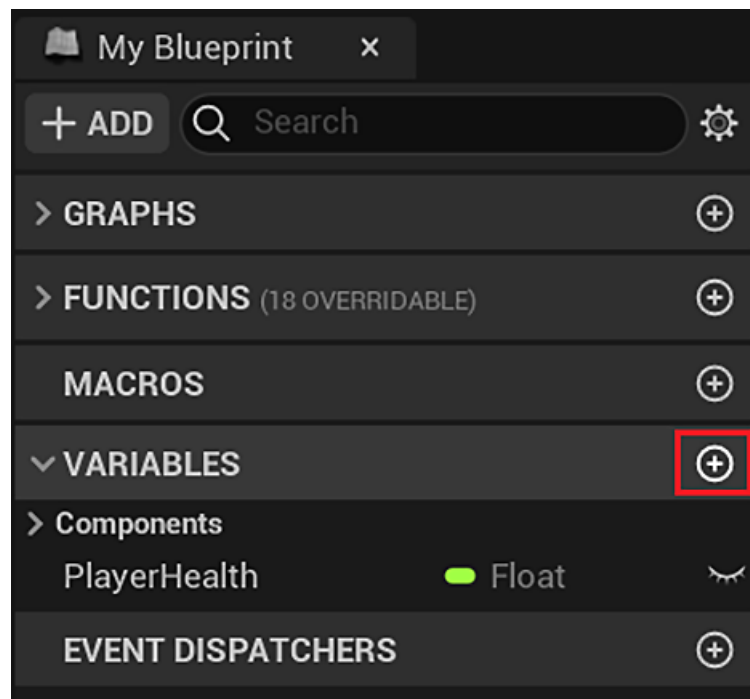 My Blueprint
+ ADD Search
GRAPHS
FUNCTIONS (18 OVERRIDABLE)
MACROS
VARIABLES
Components
PlayerHealth Float
EVENT DISPATCHERS